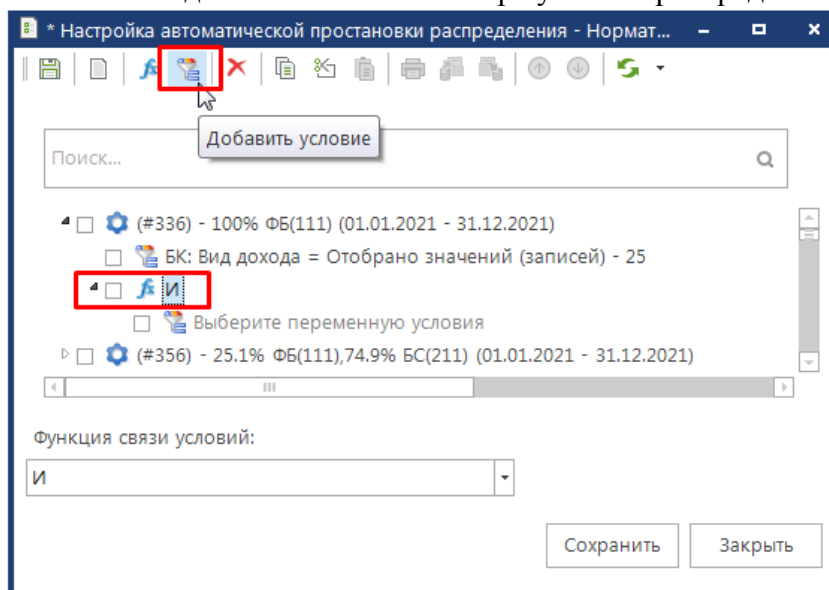 * Настройка автоматической простановки распределения - Нормат...
fx
Добавить условие
Поиск...
(#336) - 100% ФБ(111) (01.01.2021 - 31.12.2021)
БК: Вид дохода = Отобрано значений (записей) - 25
fx И
Выберите переменную условия
(#356) - 25.1% ФБ(111),74.9% БС(211) (01.01.2021 - 31.12.2021)
Функция связи условий:
И
Сохранить Закрыть